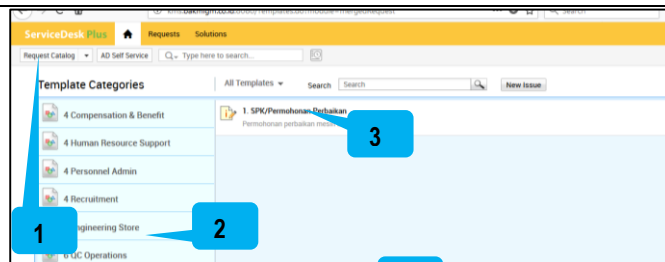 ServiceDesk Plus Requests Solutions
Request Catalog AD Self Service Type here to search...
Template Categories All Templates Search Search New Issue
4 Compensation & Benefit
1. SPK/Permohonan Perbaikan
Permohonan perbaikan mesin
3
4 Human Resource Support
4 Personnel Admin
4 Recruitment
1
ngineering Store
2
6 QC Operations